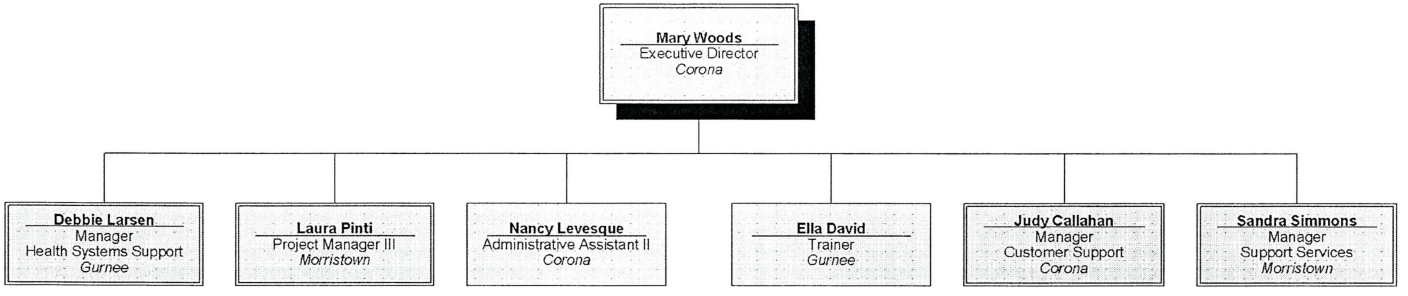 Mary Woods
Executive Director
Corona
Debbie Larsen
Manager
Health Systems Support
Gurnee
Laura Pinti
Project Manager III
Morristown
Nancy Levesque
Administrative Assistant II
Corona
Ella David
Trainer
Gurnee
Judy Callahan
Manager
Customer Support
Corona
Sandra Simmons
Manager
Support Services
Morristown